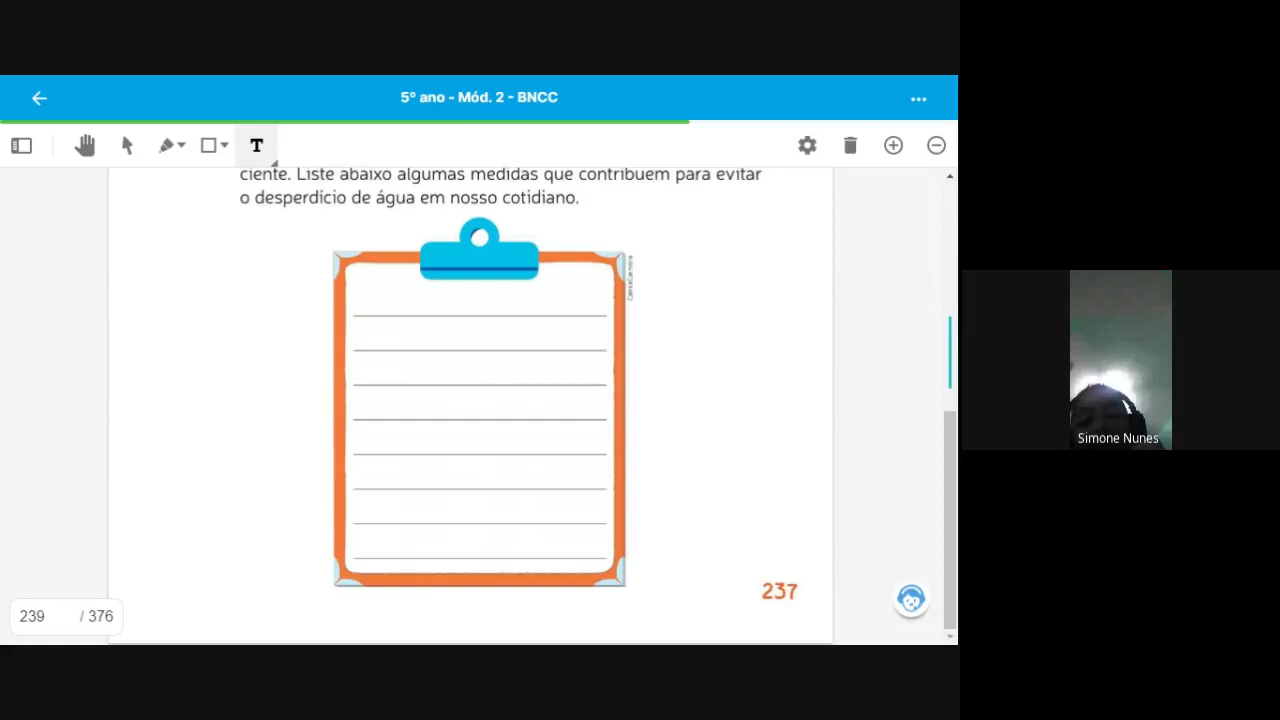 5º ano - Mód. 2 - BNCC
T
ciente. Liste abaixo algumas medidas que contribuem para evitar
o desperdício de água em nosso cotidiano.
237
239 / 376
Simone Nunes